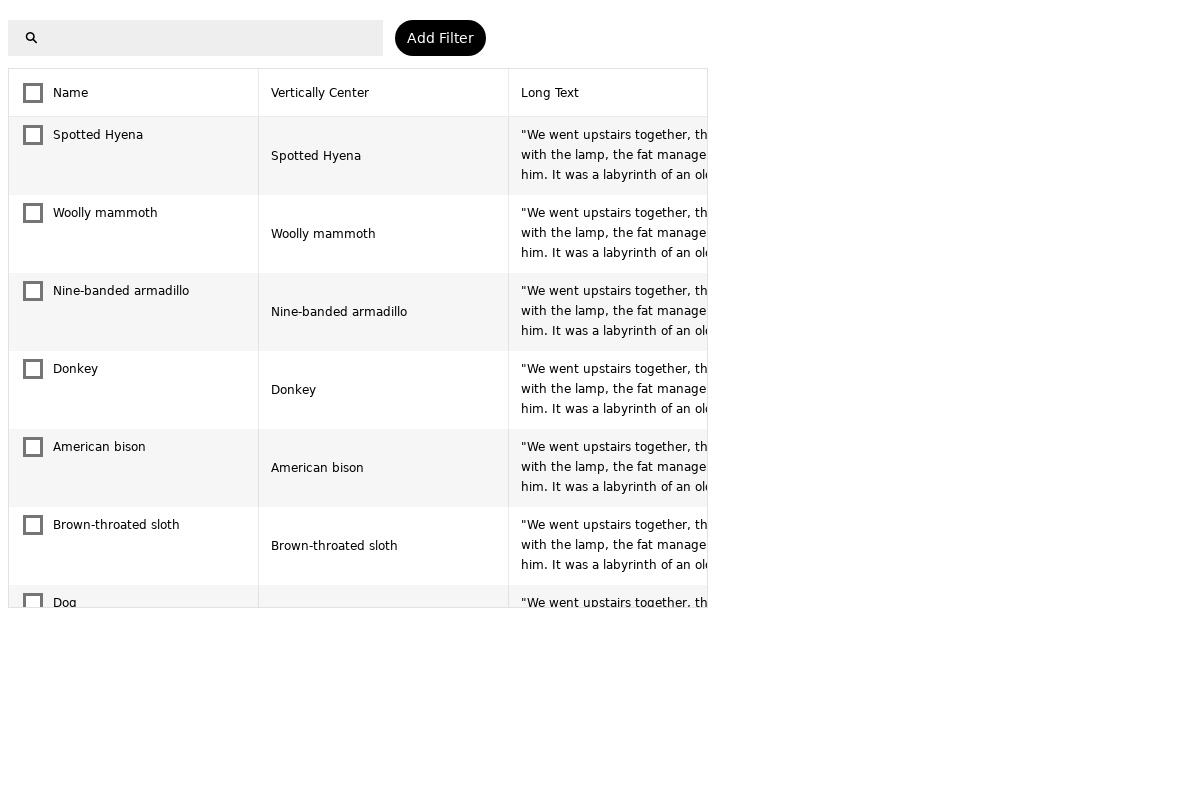 Add Filter
Name Vertically Center Long Text
Spotted Hyena
Spotted Hyena
"We went upstairs together, th
with the lamp, the fat manage
him. It was a labyrinth of an
Woolly mammoth
Woolly mammoth
"We went upstairs together, th
with the lamp, the fat manage
him. It was a labyrinth of an
Nine-banded armadillo
Nine-banded armadillo
"We went upstairs together, th
with the lamp, the fat manage
him. It was a labyrinth of an
Donkey
Donkey
"We went upstairs together, th
with the lamp, the fat manage
him. It was a labyrinth of an
American bison
American bison
"We went upstairs together, th
with the lamp, the fat manage
him. It was a labyrinth of an
Brown-throated sloth
Brown-throated sloth
"We went upstairs together, th
with the lamp, the fat manage
him. It was a labyrinth of an
Dog
"We went upstairs together, th